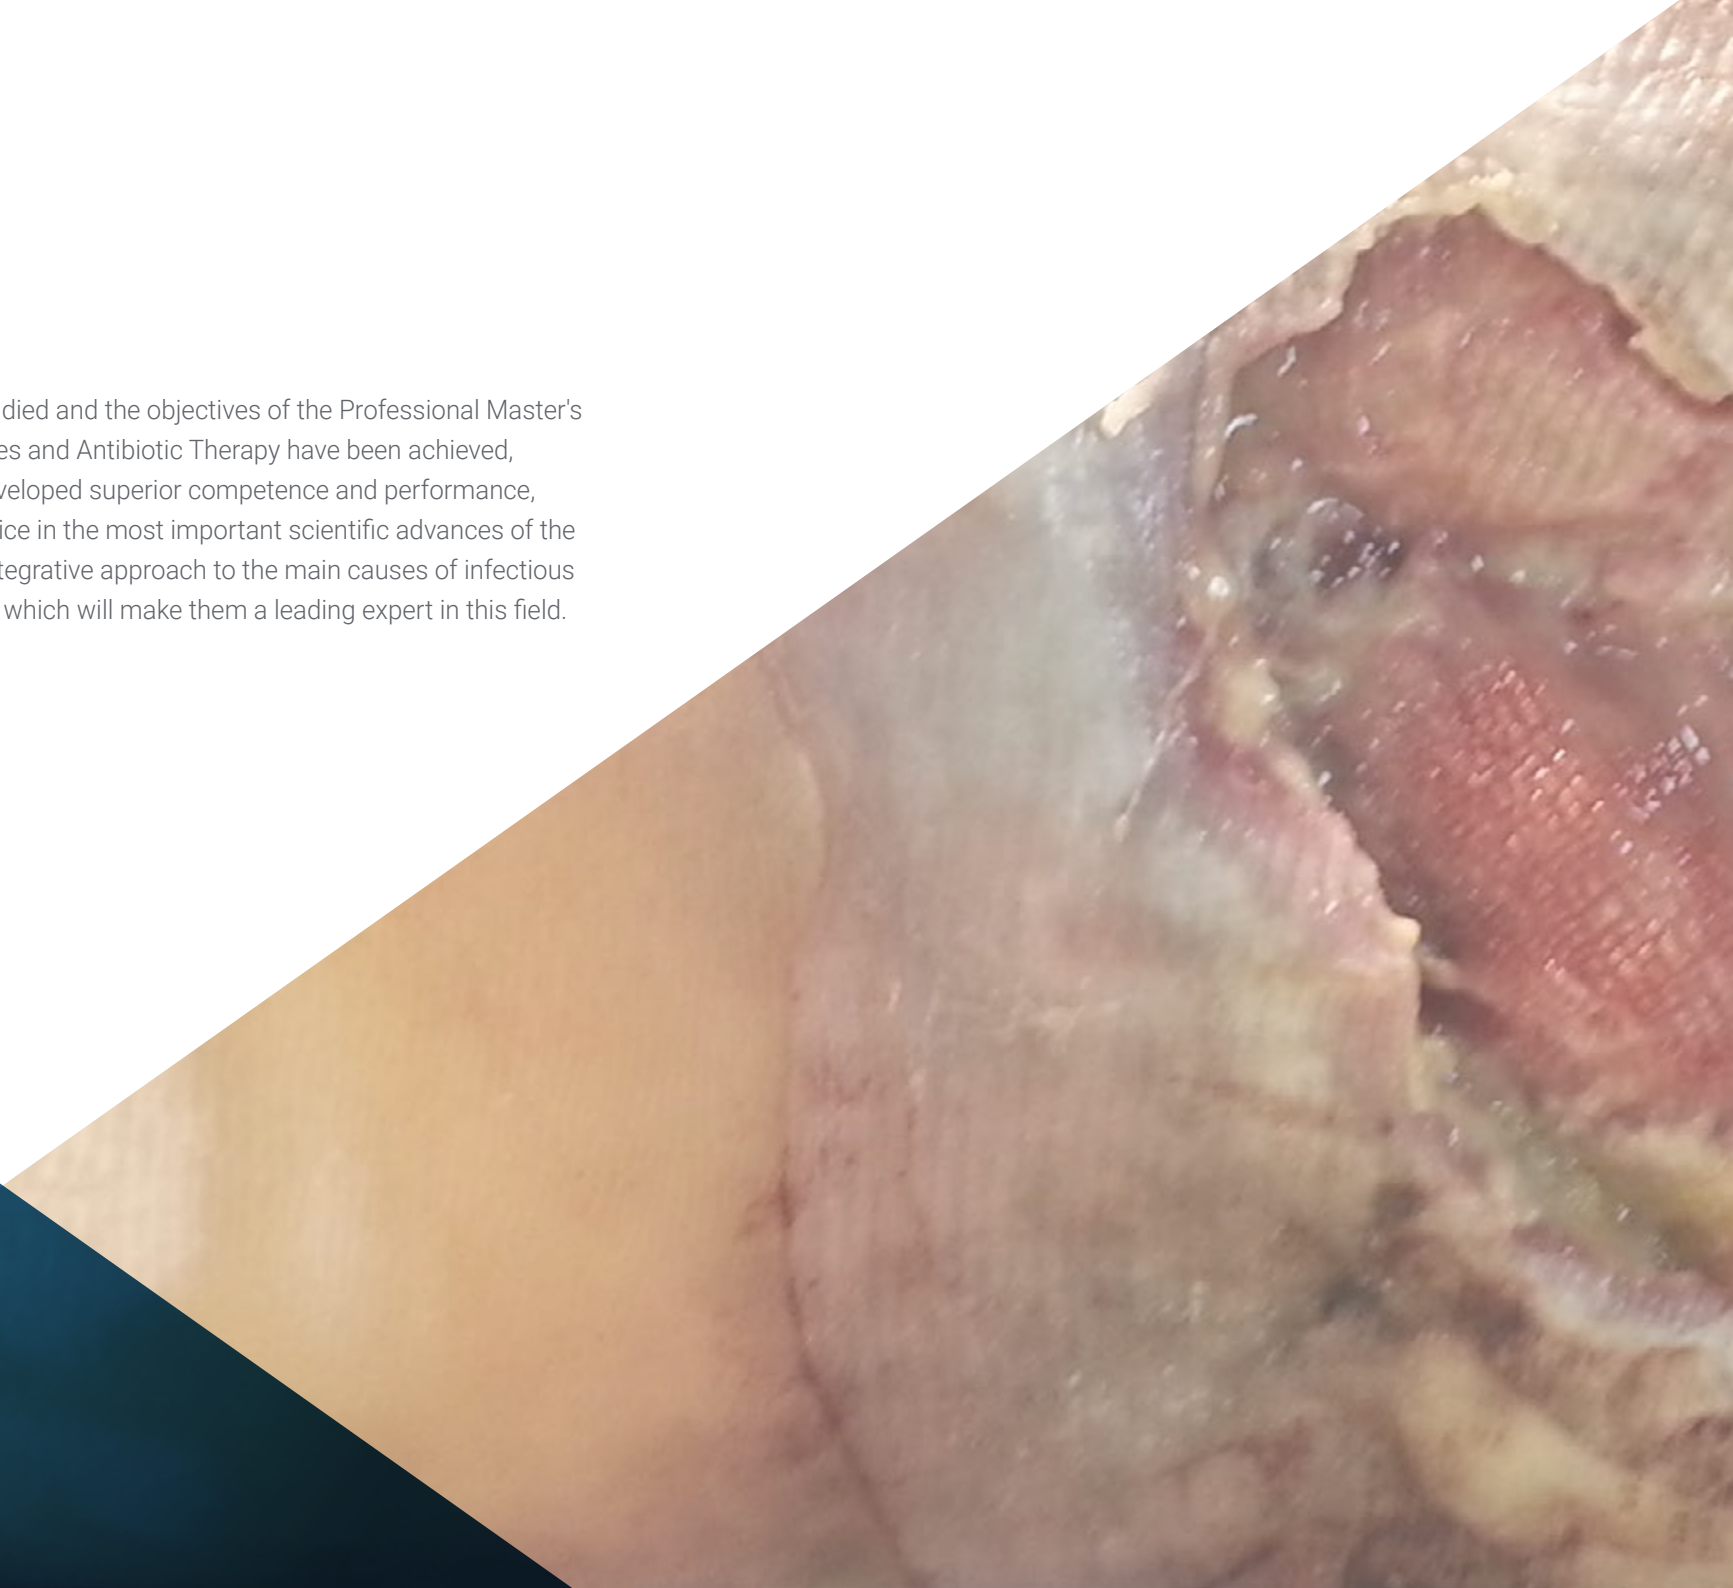 died and the objectives of the Professional Master's
es and Antibiotic Therapy have been achieved,
veloped superior competence and performance,
ice in the most important scientific advances of the
tegrative approach to the main causes of infectious
which will make them a leading expert in this field.